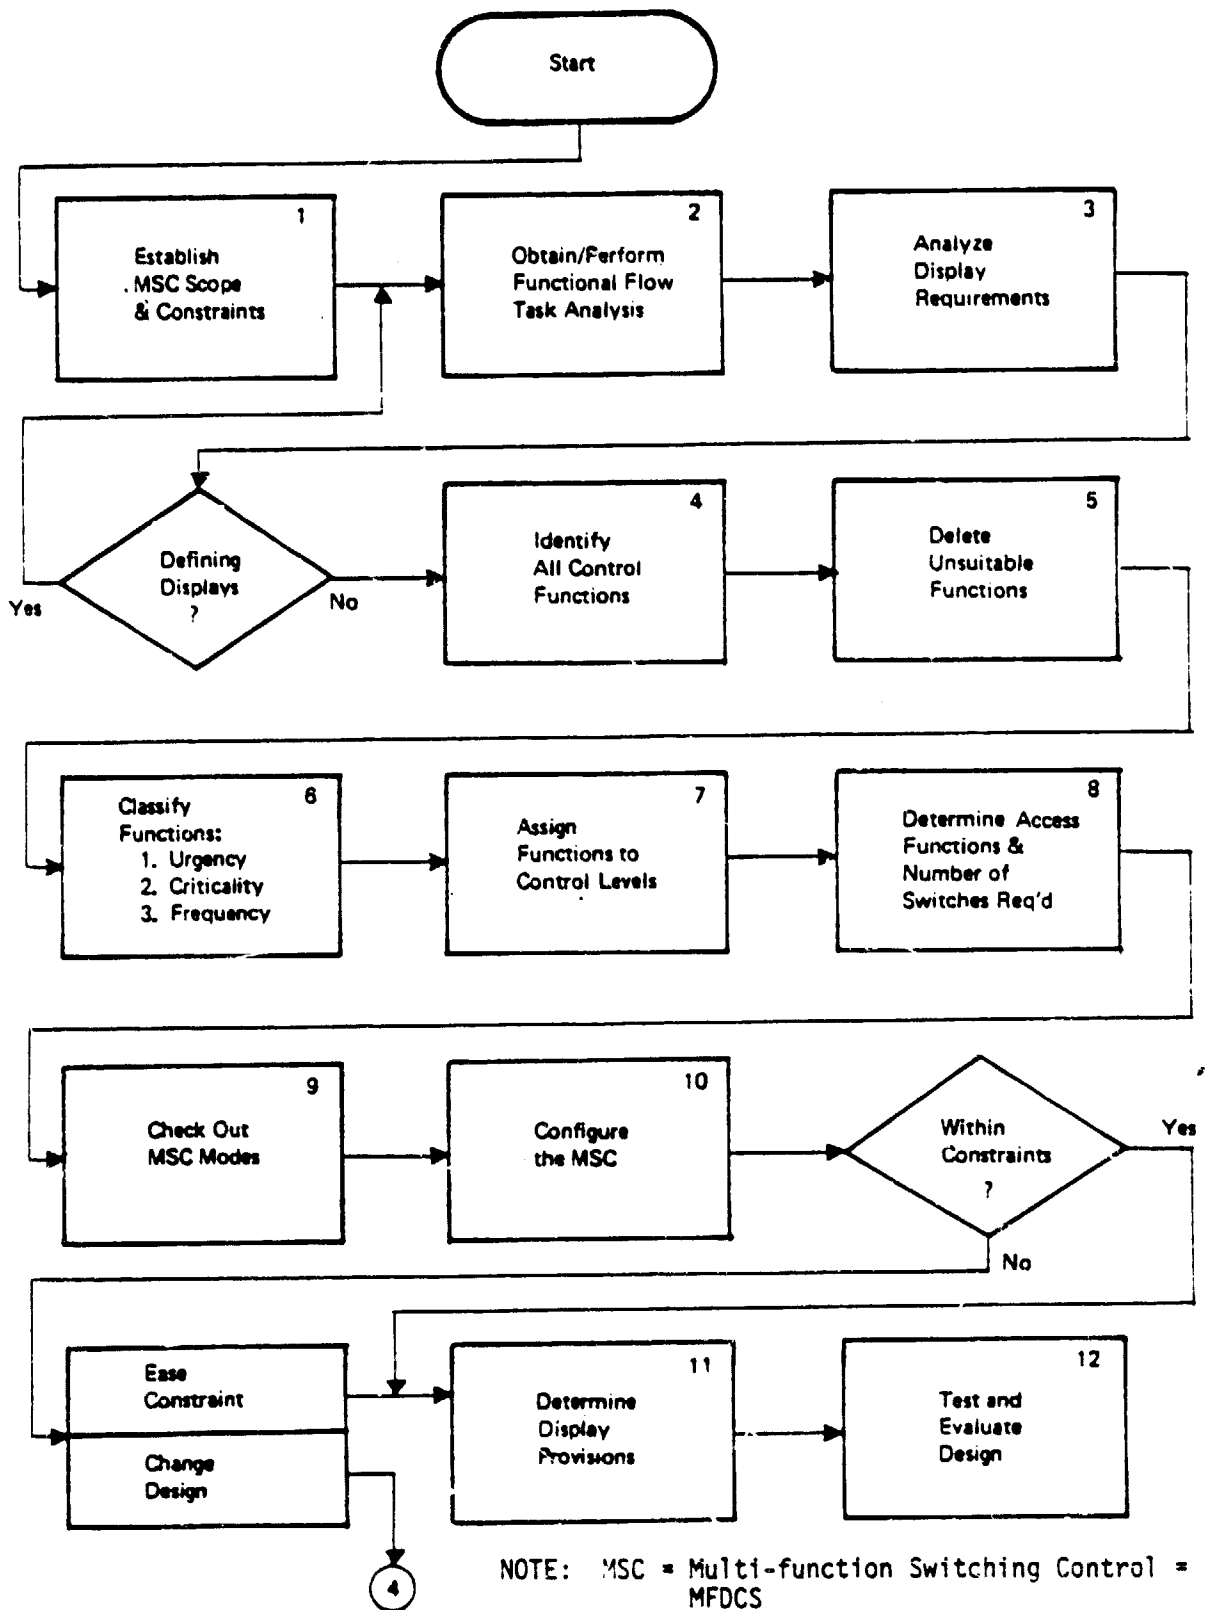 Start
1
Establish
MSC Scope
& Constraints
2
Obtain/Perform
Functional Flow
Task Analysis
3
Analyze
Display
Requirements
Defining
Displays
?
Yes
No
4
Identify
All Control
Functions
5
Delete
Unsuitable
Functions
6
Classify
Functions:
1. Urgency
2. Criticality
3. Frequency
7
Assign
Functions to
Control Levels
8
Determine Access
Functions &
Number of
Switches Req'd
9
Check Out
MSC Modes
10
Configure
the MSC
Within
Constraints
?
Yes
No
Ease
Constraint
Change
Design
4
11
Determine
Display
Provisions
12
Test and
Evaluate
Design
NOTE: MSC = Multi-function Switching Control =
MFDCS